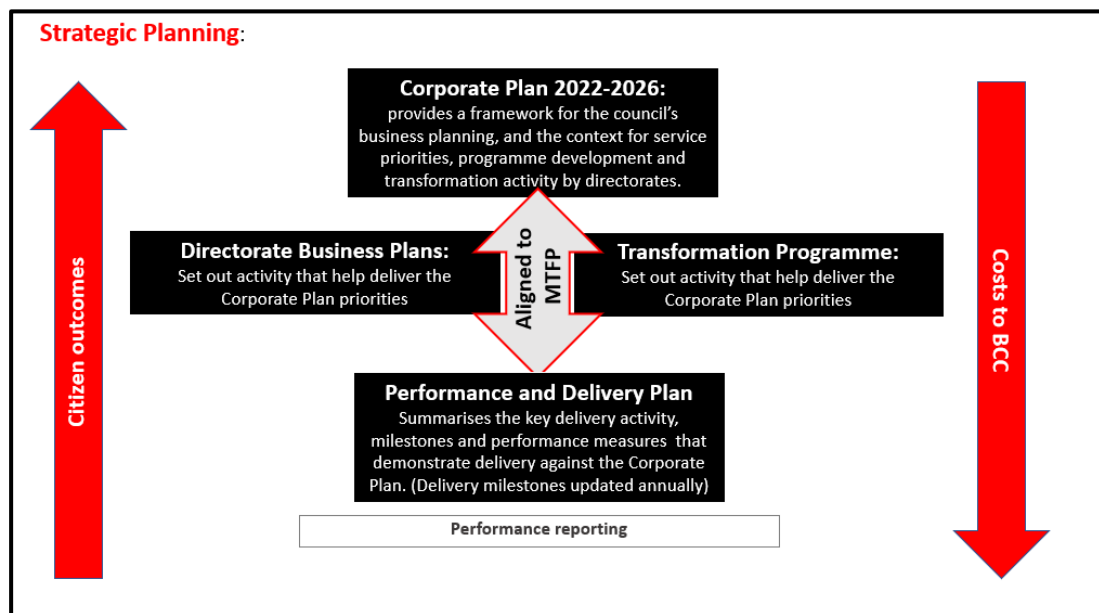 Strategic Planning:
Corporate Plan 2022-2026:
provides a framework for the council's
business planning, and the context for service
priorities, programme development and
transformation activity by directorates.
Citizen outcomes
Directorate Business Plans:
Set out activity that help deliver the
Corporate Plan priorities
Aligned to
MTFP
Transformation Programme:
Set out activity that help deliver the
Corporate Plan priorities
Costs to BCC
Performance and Delivery Plan
Summarises the key delivery activity,
milestones and performance measures that
demonstrate delivery against the Corporate
Plan. (Delivery milestones updated annually)
Performance reporting